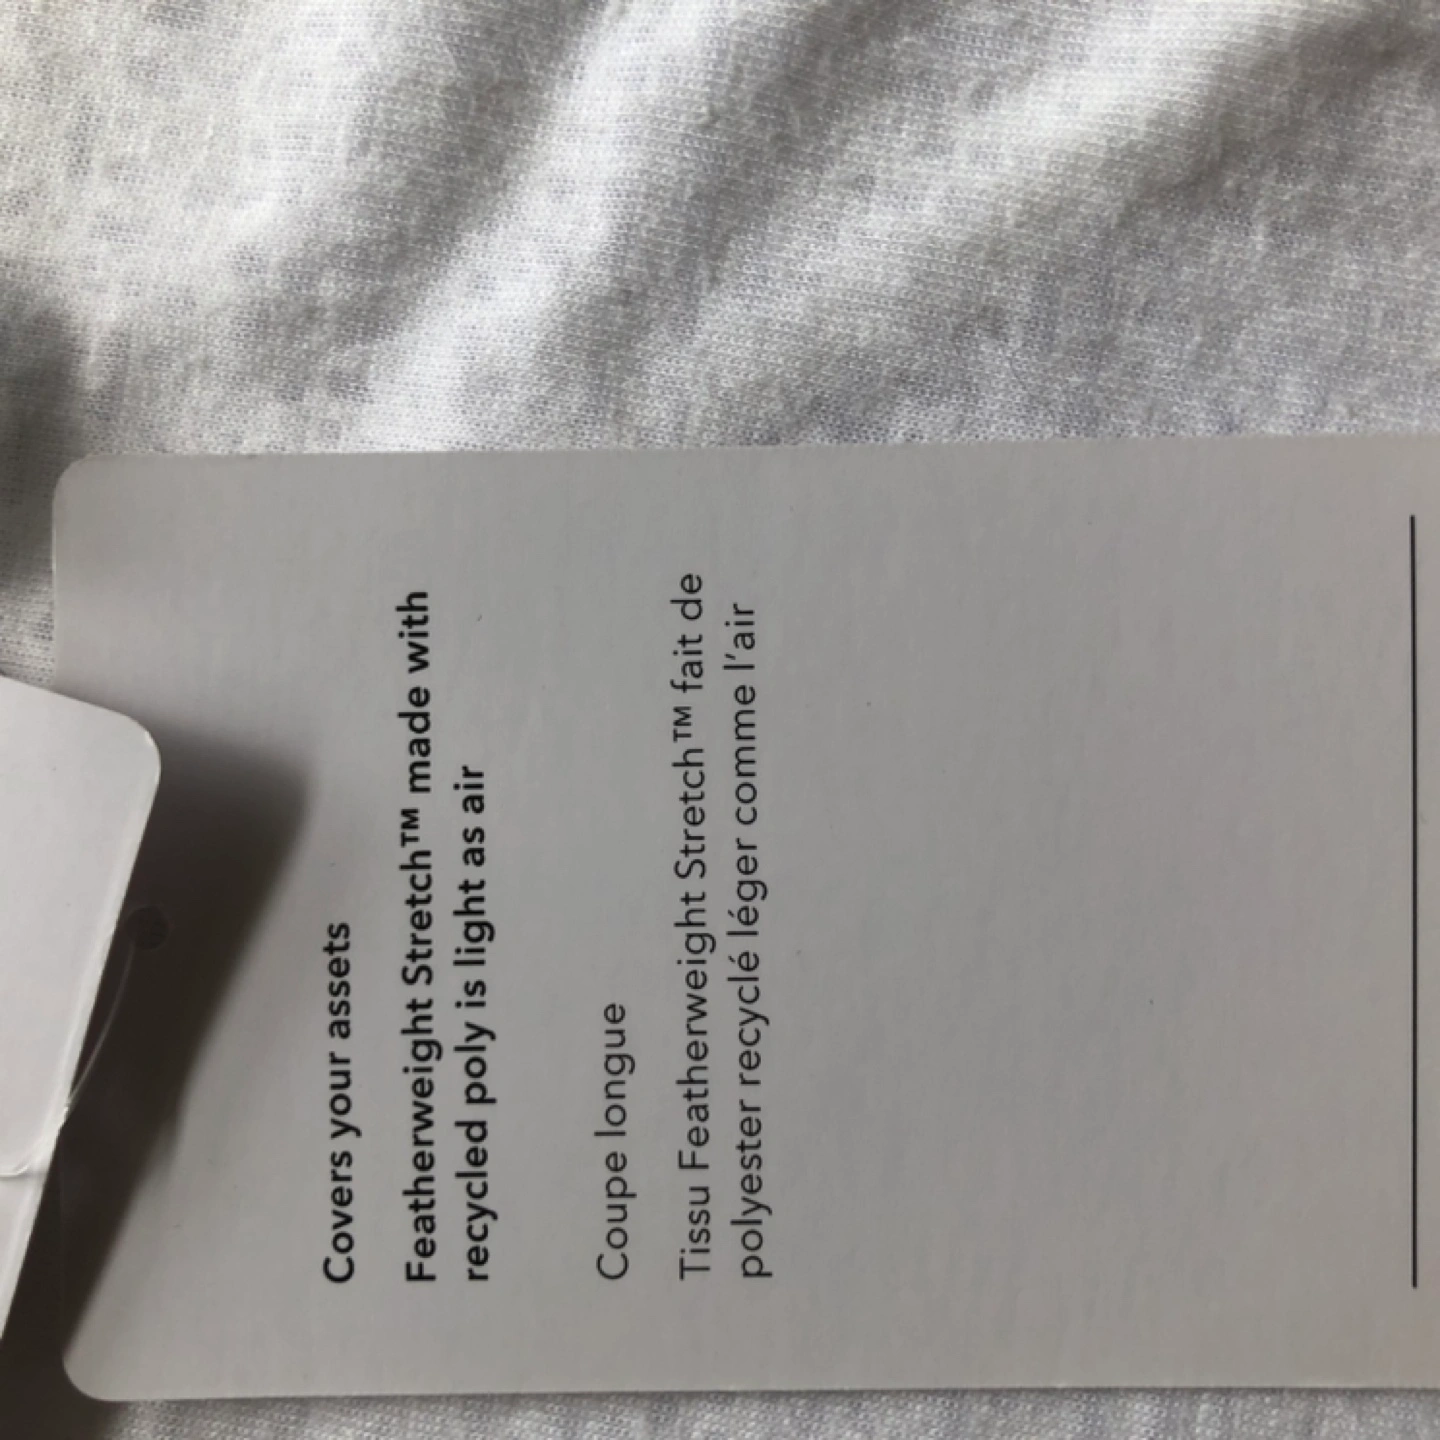 Covers your assets
Featherweight Stretch™ made with
recycled poly is light as air
Coupe longue
Tissu Featherweight Stretch™ fait de
polyester recyclé léger comme l'air